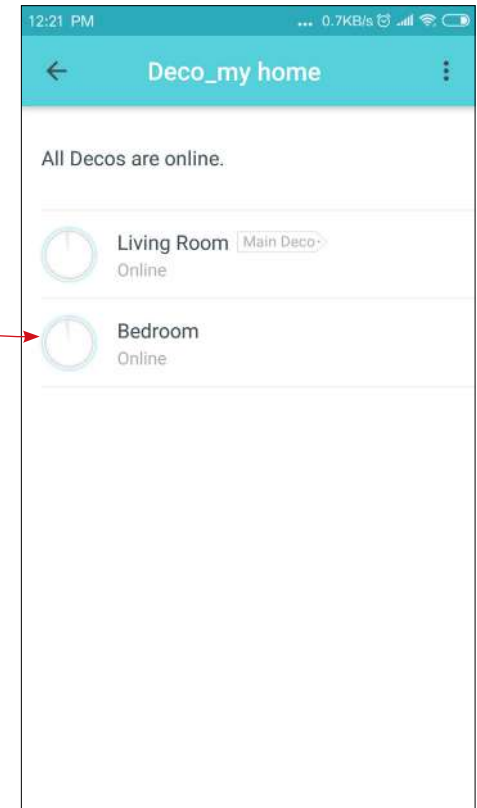 12:21 PM ... 0.7KB/s
Deco_my home
All Decos are online.
Living Room Main Deco
Online
Bedroom
Online